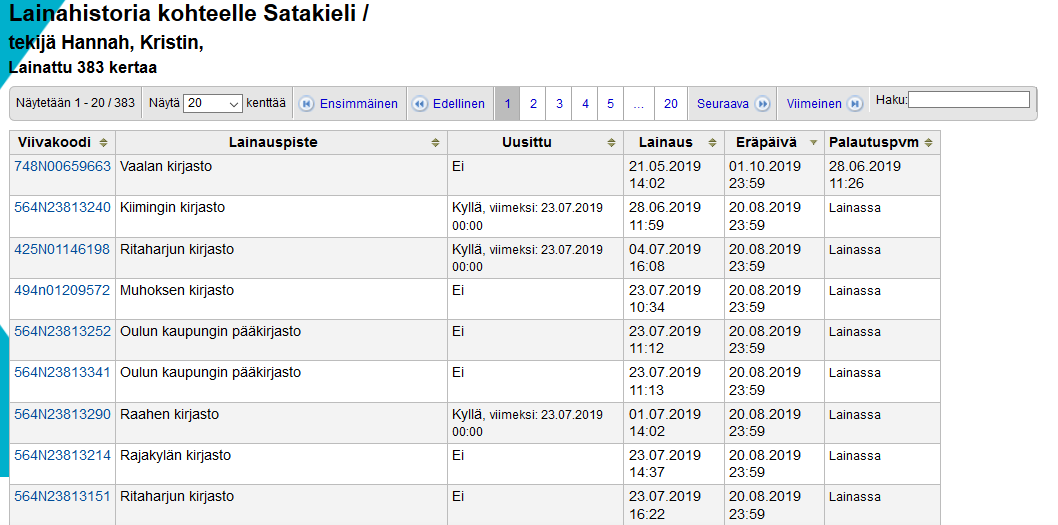 Lainahistoria kohteelle Satakieli /
tekijä Hannah, Kristin,
Lainattu 383 kertaa
Näytetään 1 - 20 / 383 Näytä 20 kenttää Ensimmäinen Edellinen 1 2 3 4 5 ... 20 Seuraava Viimeinen Haku:
Viivakoodi Lainauspiste Uusittu Lainaus Eräpäivä Palautuspvm
748N00659663 Vaalan kirjasto Ei 21.05.2019 01.10.2019 28.06.2019
14:02 23:59 11:26
564N23813240 Kiimingin kirjasto Kyllä, viimeksi: 23.07.2019 28.06.2019 20.08.2019 Lainassa
00:00 11:59 23:59
425N01146198 Ritaharjun kirjasto Kyllä, viimeksi: 23.07.2019 04.07.2019 20.08.2019 Lainassa
00:00 16:08 23:59
494n01209572 Muhoksen kirjasto Ei 23.07.2019 20.08.2019 Lainassa
10:34 23:59
564N23813252 Oulun kaupungin pääkirjasto Ei 23.07.2019 20.08.2019 Lainassa
11:12 23:59
564N23813341 Oulun kaupungin pääkirjasto Ei 23.07.2019 20.08.2019 Lainassa
11:13 23:59
564N23813290 Raahen kirjasto Kyllä, viimeksi: 23.07.2019 01.07.2019 20.08.2019 Lainassa
00:00 14:02 23:59
564N23813214 Rajakylän kirjasto Ei 23.07.2019 20.08.2019 Lainassa
14:37 23:59
564N23813151 Ritaharjun kirjasto Ei 23.07.2019 20.08.2019 Lainassa
16:22 23:59